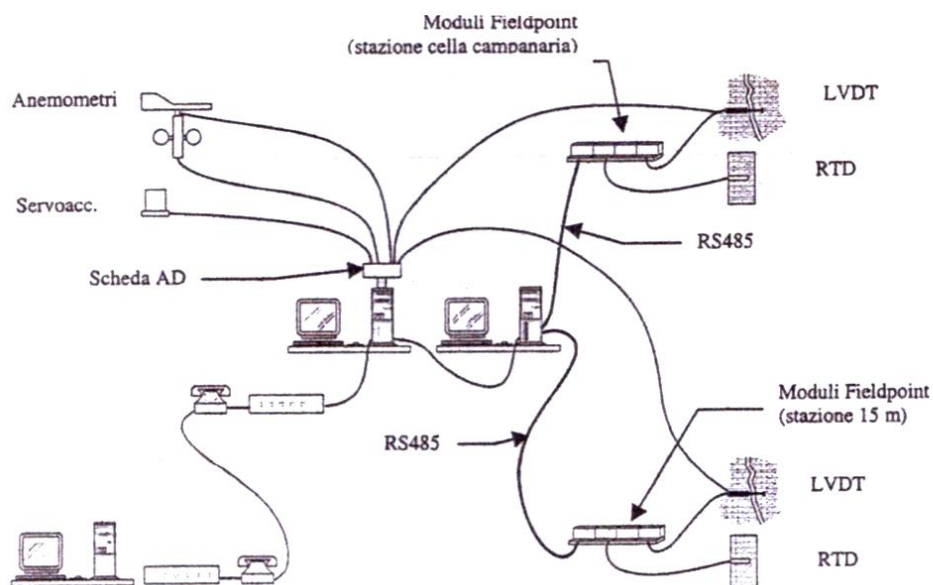 Moduli Fieldpoint
(stazione cella campanaria)
Anemometri
LVDT
RTD
Servoacc.
RS485
Scheda AD
Moduli Fieldpoint
(stazione 15 m)
RS485
LVDT
RTD